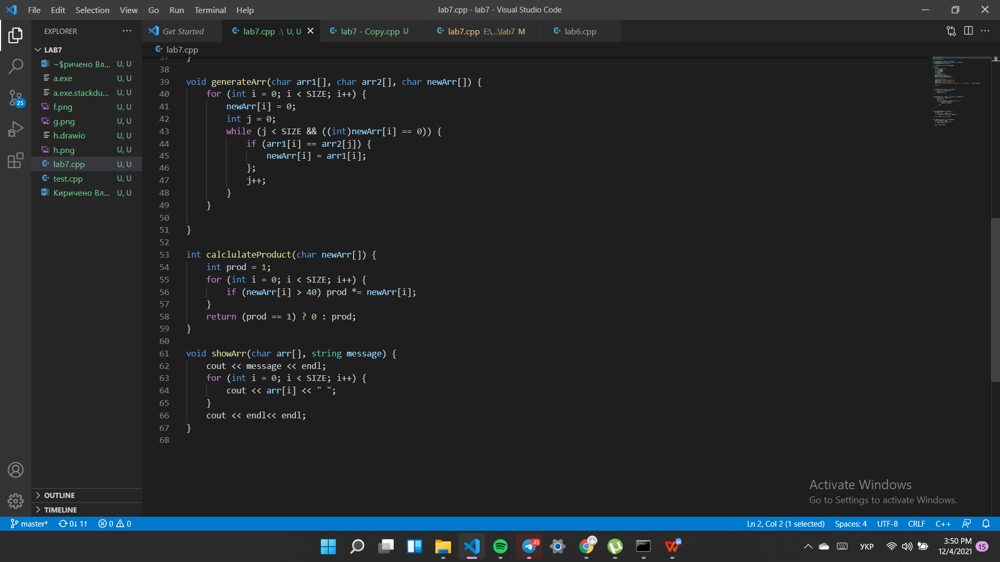 File Edit Selection View Go Run Terminal Help
lab7.cpp - lab7 - Visual Studio Code
EXPLORER
Get Started
lab7.cpp .\ U, U
lab7 - Copy.cpp U
lab7.cpp E:\...\lab7 M
lab6.cpp
LAB7
~$ричено Вл... U, U
a.exe U, U
a.exe.stackdu... U, U
f.png U, U
g.png U, U
h.drawio U, U
h.png U, U
lab7.cpp U, U
test.cpp U, U
Киричено Вл... U, U
25
OUTLINE
TIMELINE
lab7.cpp
37 }
38
39 void generateArr(char arr1[], char arr2[], char newArr[]) {
40 for (int i = 0; i < SIZE; i++) {
41 newArr[i] = 0;
42 int j = 0;
43 while (j < SIZE && ((int)newArr[i] == 0)) {
44 if (arr1[i] == arr2[j]) {
45 newArr[i] = arr1[i];
46 };
47 j++;
48 }
49 }
50
51 }
52
53 int calclulateProduct(char newArr[]) {
54 int prod = 1;
55 for (int i = 0; i < SIZE; i++) {
56 if (newArr[i] > 40) prod *= newArr[i];
57 }
58 return (prod == 1) ? 0 : prod;
59 }
60
61 void showArr(char arr[], string message) {
62 cout << message << endl;
63 for (int i = 0; i < SIZE; i++) {
64 cout << arr[i] << " ";
65 }
66 cout << endl<< endl;
67 }
68
Activate Windows
Go to Settings to activate Windows.
master* 0↓ 1↑ 0 0
Ln 2, Col 2 (1 selected) Spaces: 4 UTF-8 CRLF C++
45
УКР
3:50 PM
12/4/2021
15